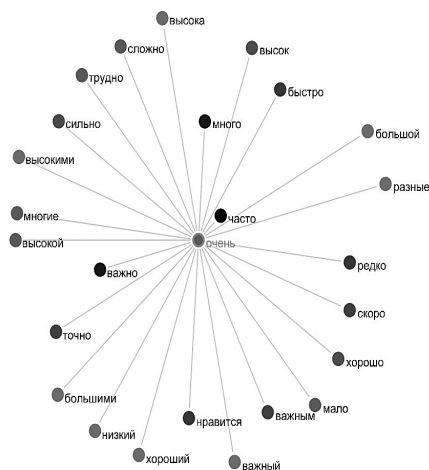 высока
сложно
высок
трудно
быстро
сильно
много
большой
высокими
разные
многие
часто
высокой
очень
важно
редко
скоро
точно
хорошо
большими
мало
важным
нравится
низкий
хороший
важный